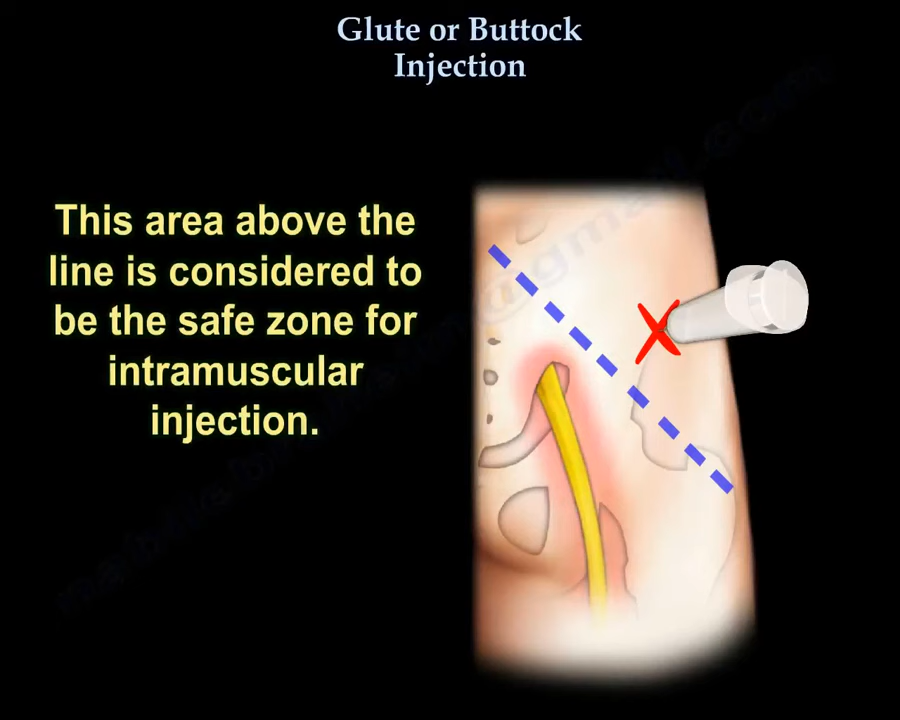 Glute or Buttock
Injection
This area above the
line is considered to
be the safe zone for
intramuscular
injection.